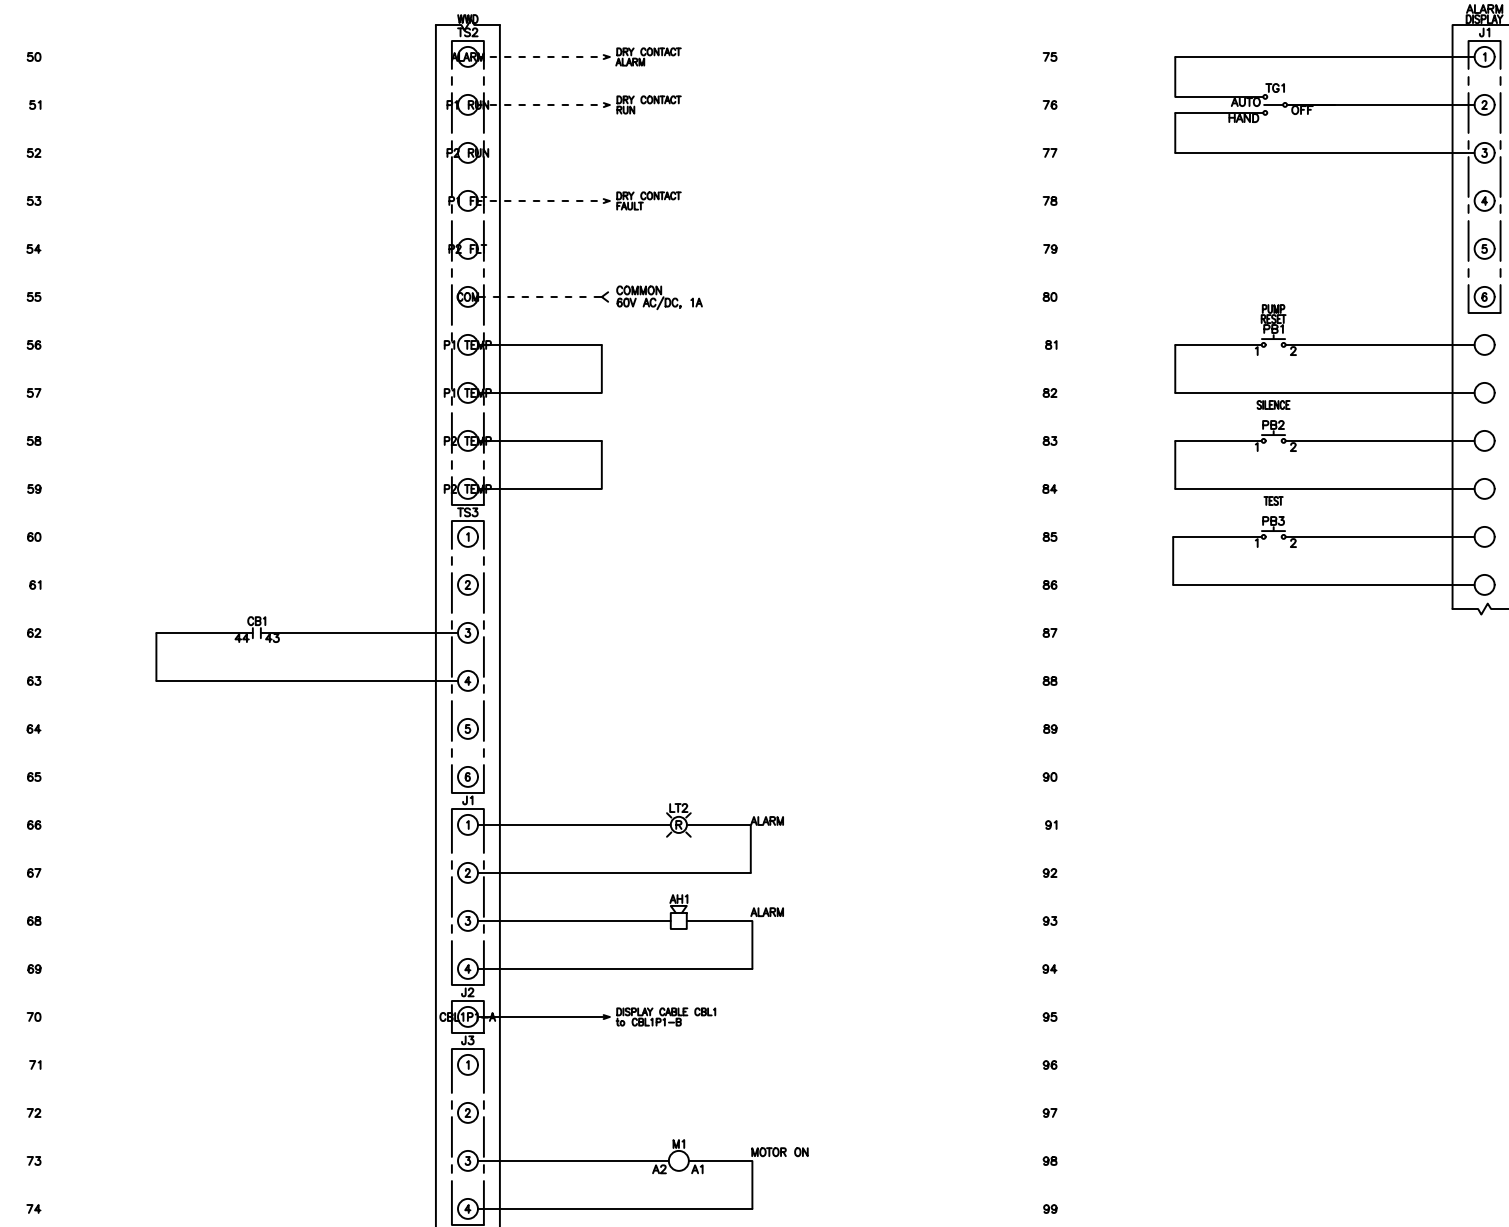 WWD
TS2
50
ALARM
DRY CONTACT
ALARM
51
P1 RUN
DRY CONTACT
RUN
52
P2 RUN
53
P1 FLT
DRY CONTACT
FAULT
54
P2 FLT
55
COM
COMMON
60V AC/DC, 1A
56
P1 TEMP
57
P1 TEMP
58
P2 TEMP
59
P2 TEMP
TS3
60
1
61
2
CB1
62
44 43
3
63
4
64
5
65
6
J1
LT2
66
1
R
ALARM
67
2
AH1
68
3
ALARM
69
4
J2
70
CBL1P1-A
DISPLAY CABLE CBL1
to CBL1P1-B
J3
71
1
72
2
M1
73
3
A2 A1
MOTOR ON
74
4
ALARM
DISPLAY
J1
75
1
TG1
76
AUTO
OFF
HAND
2
77
3
78
4
79
5
80
6
PUMP
RESET
PB1
81
1 2
82
SILENCE
PB2
83
1 2
84
TEST
PB3
85
1 2
86
87
88
89
90
91
92
93
94
95
96
97
98
99